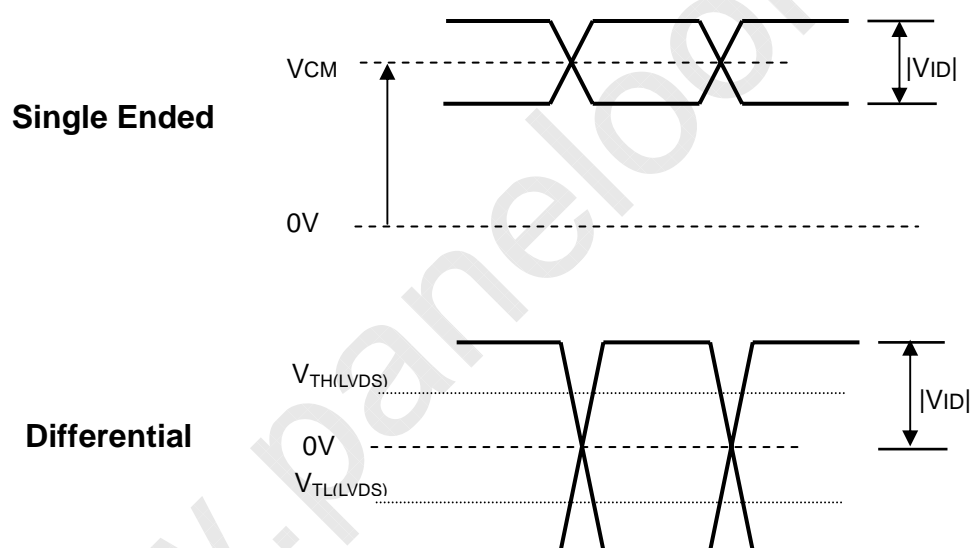 VCM
|VID|
Single Ended
0V
VTH(LVDS)
|VID|
Differential
0V
VTL(LVDS)
www.panelook